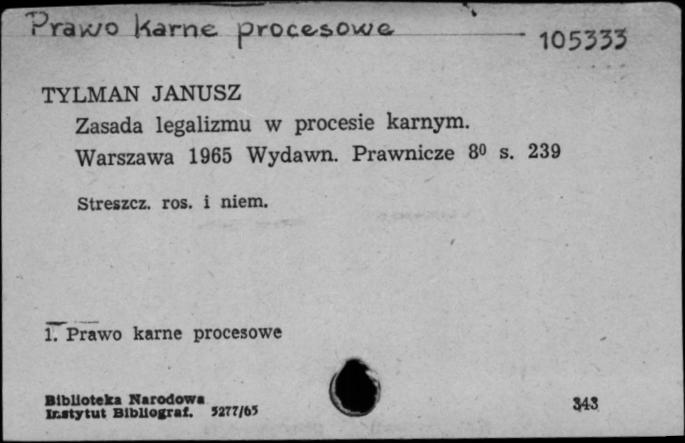 Prawo karne procesowe
105333
TYLMAN JANUSZ
Zasada legalizmu w procesie karnym.
Warszawa 1965 Wydawn. Prawnicze 8⁰ s. 239
Streszcz. ros. i niem.
1. Prawo karne procesowe
Biblioteka Narodowa
Instytut Bibliograf. 5277/65
343